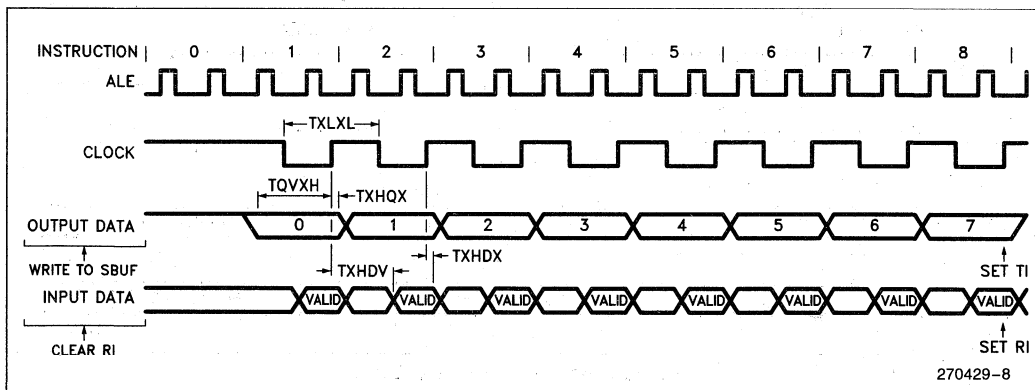 INSTRUCTION | 0 | 1 | 2 | 3 | 4 | 5 | 6 | 7 | 8 |
ALE
TXLXL
CLOCK
TQVXH TXHQX
OUTPUT DATA 0 1 2 3 4 5 6 7
WRITE TO SBUF TXHDV TXHDX SET TI
INPUT DATA VALID VALID VALID VALID VALID VALID VALID VALID
CLEAR RI SET RI
270429-8